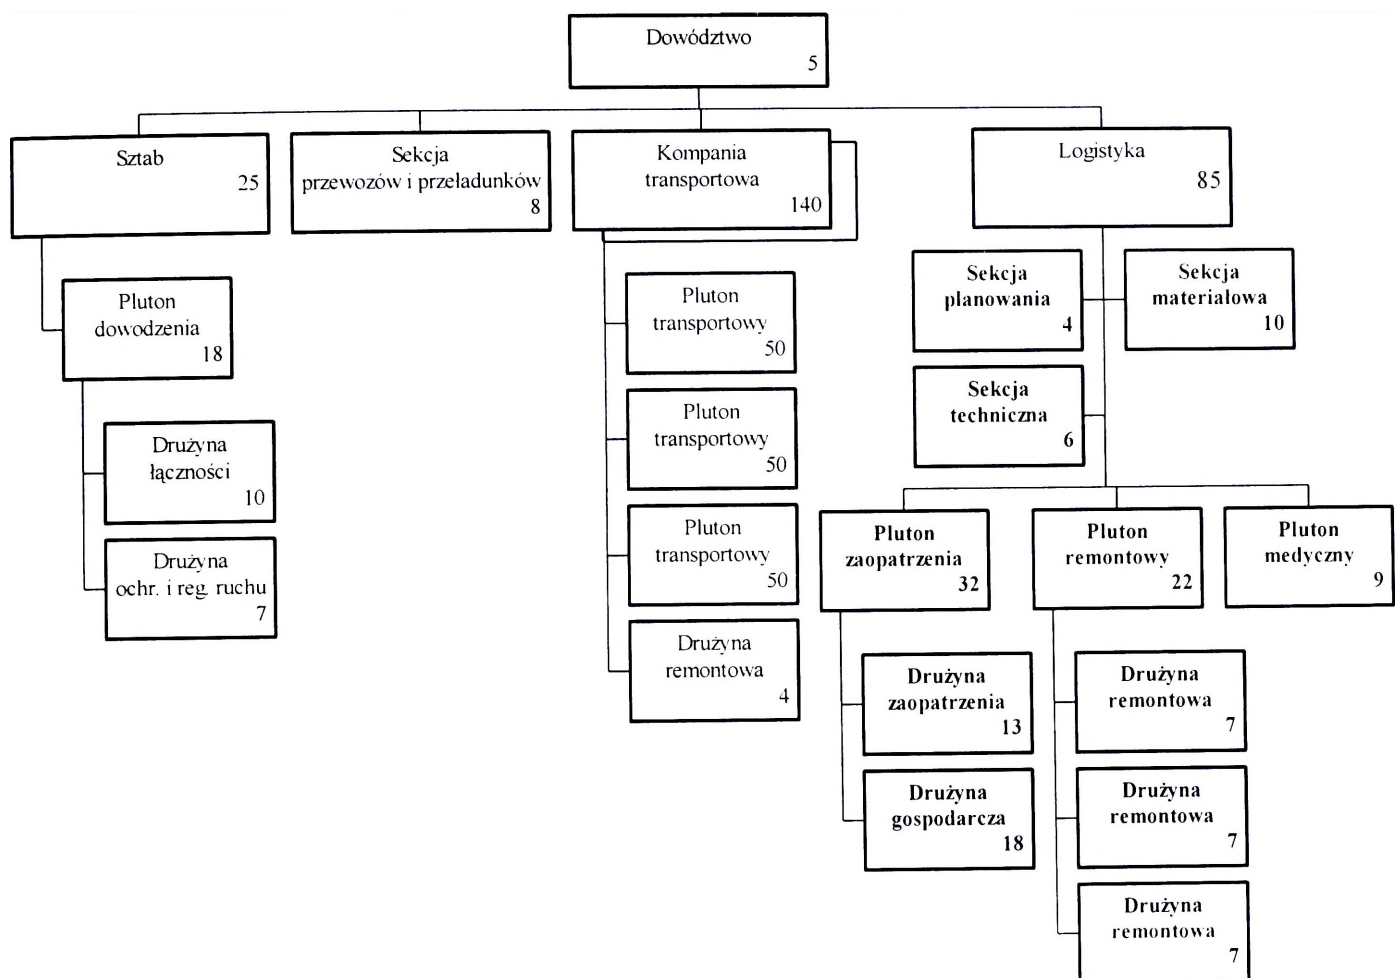 Dowództwo
5
Sztab
25
Sekcja
przewozów i przeładunków
8
Kompania
transportowa
140
Logistyka
85
Pluton
dowodzenia
18
Drużyna
łączności
10
Drużyna
ochr. i reg. ruchu
7
Pluton
transportowy
50
Pluton
transportowy
50
Pluton
transportowy
50
Drużyna
remontowa
4
Sekcja
planowania
4
Sekcja
materiałowa
10
Sekcja
techniczna
6
Pluton
zaopatrzenia
32
Pluton
remontowy
22
Pluton
medyczny
9
Drużyna
zaopatrzenia
13
Drużyna
gospodarcza
18
Drużyna
remontowa
7
Drużyna
remontowa
7
Drużyna
remontowa
7